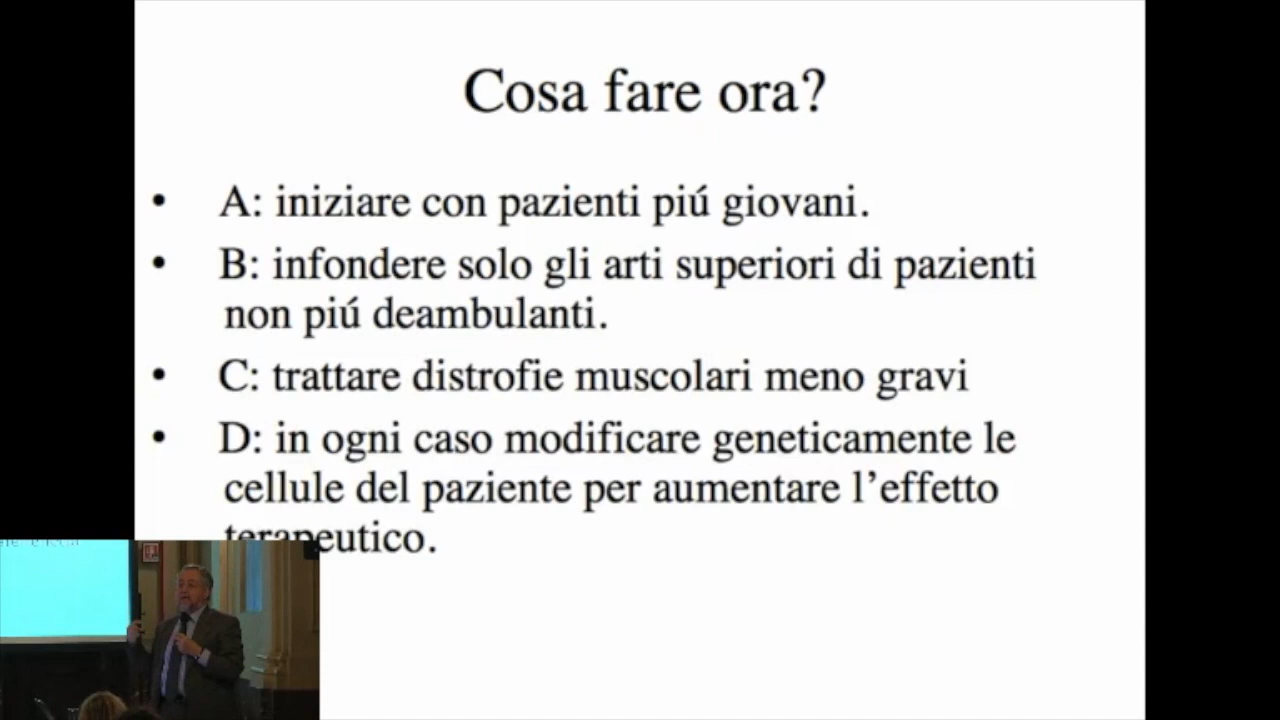 Cosa fare ora?
• A: iniziare con pazienti piú giovani.
• B: infondere solo gli arti superiori di pazienti
non piú deambulanti.
• C: trattare distrofie muscolari meno gravi
• D: in ogni caso modificare geneticamente le
cellule del paziente per aumentare l’effetto
terapeutico.